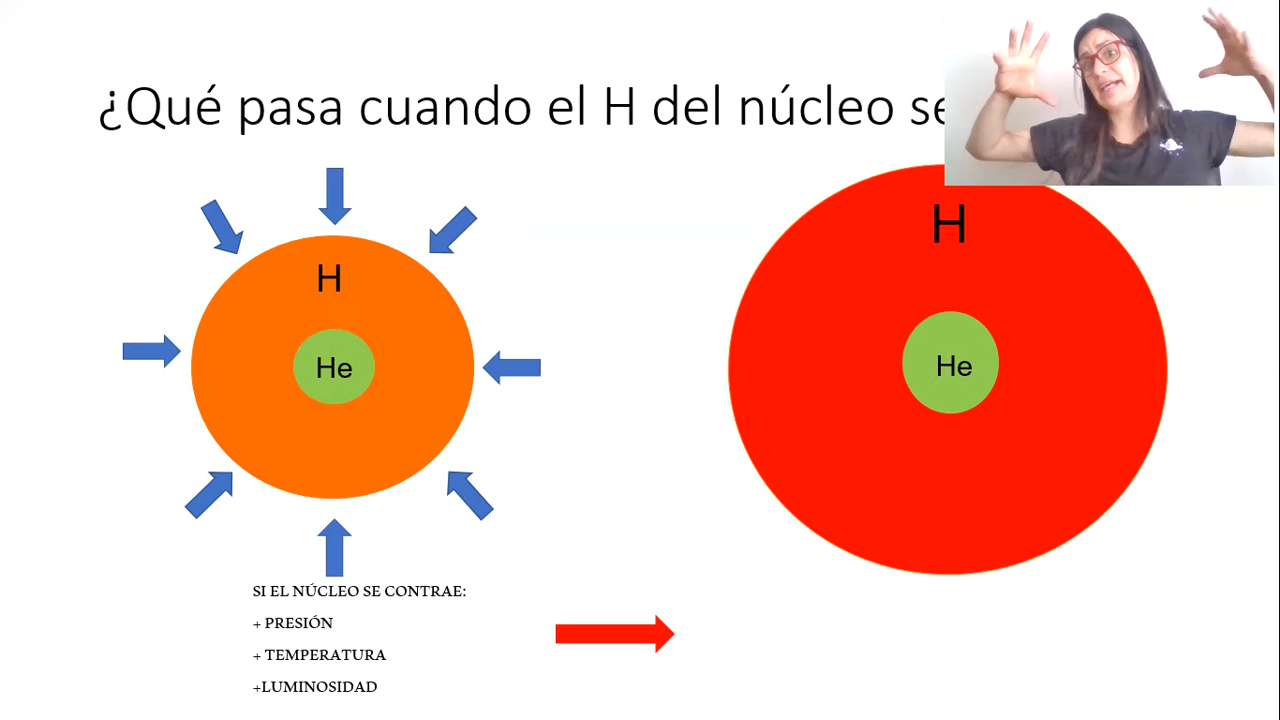 ¿Qué pasa cuando el H del núcleo se
H
He
H
He
SI EL NÚCLEO SE CONTRAE:
+ PRESIÓN
+ TEMPERATURA
+LUMINOSIDAD